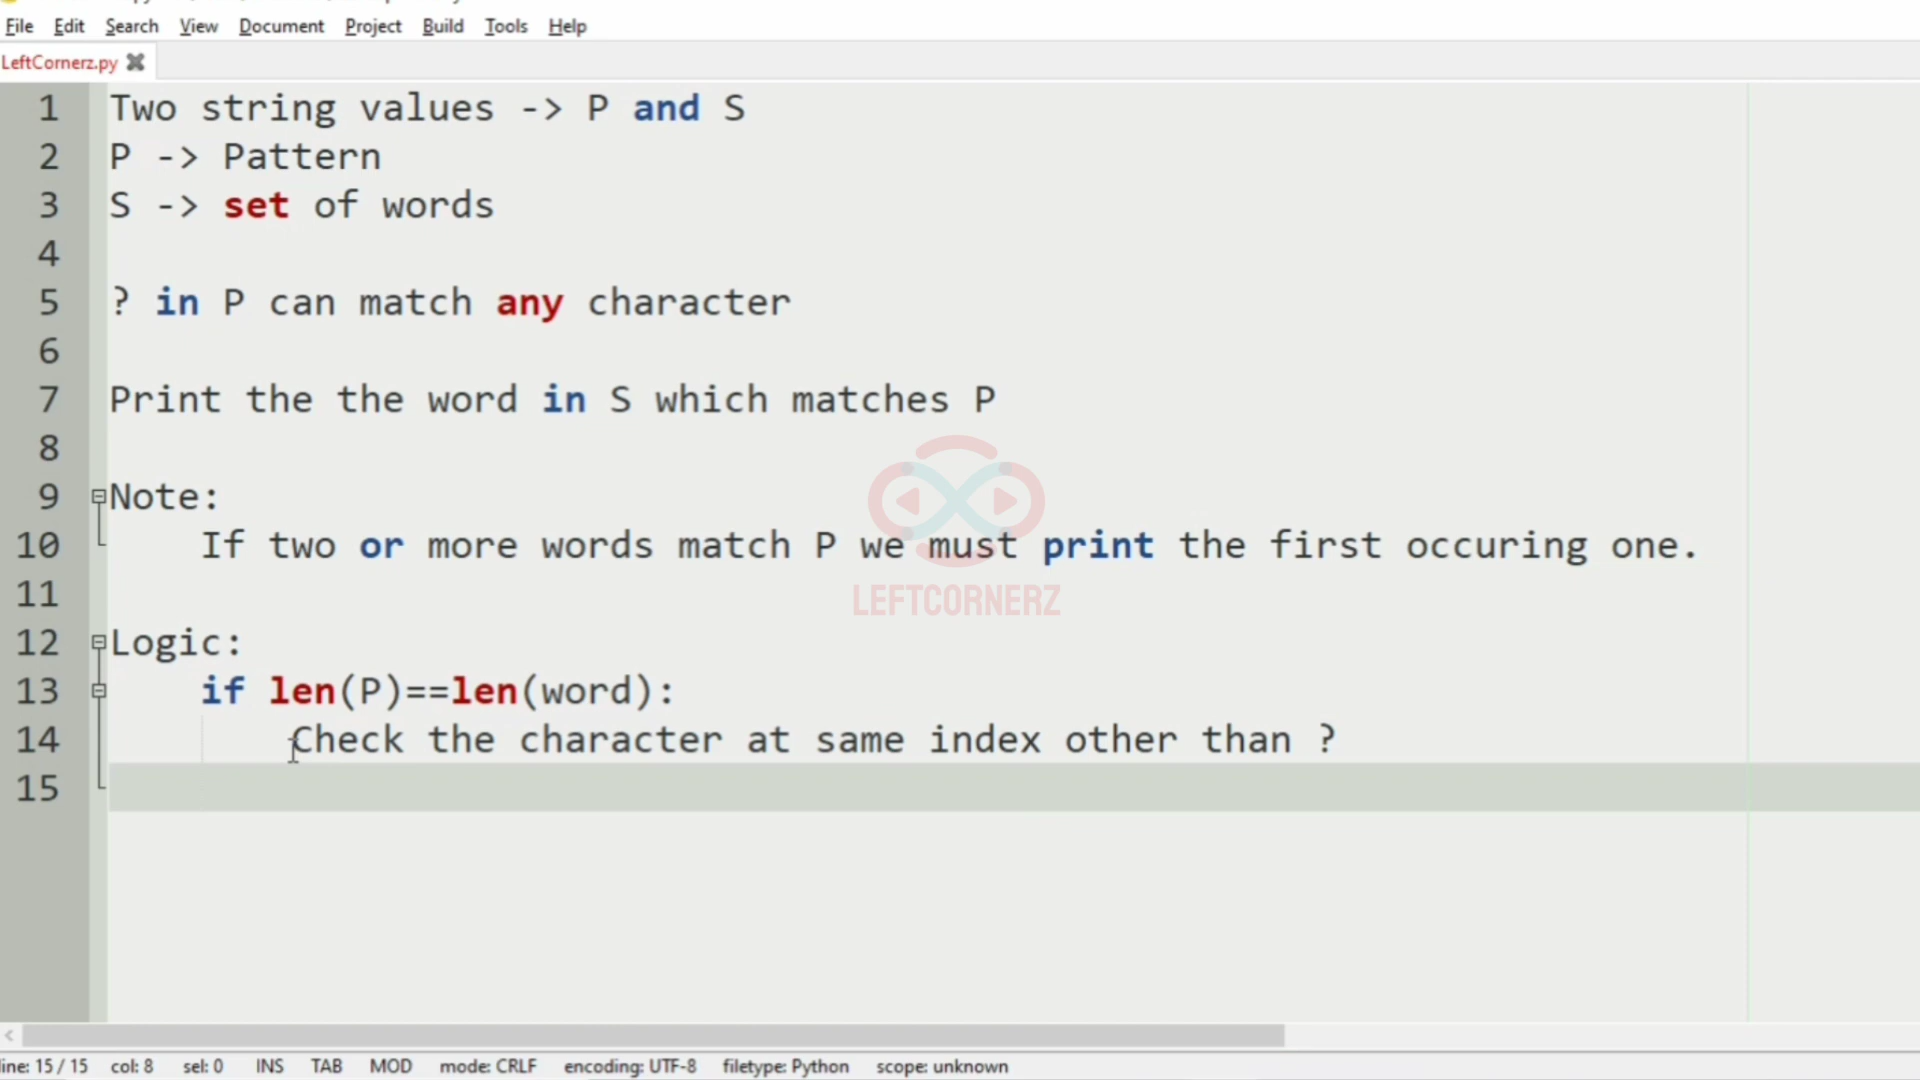 File Edit Search View Document Project Build Tools Help
LeftCornerz.py
1 Two string values -> P and S
2 P -> Pattern
3 S -> set of words
4
5 ? in P can match any character
6
7 Print the the word in S which matches P
8
9 Note:
10 If two or more words match P we must print the first occuring one.
11
LEFTCORNERZ
12 Logic:
13 if len(P)==len(word):
14 Check the character at same index other than ?
15
line: 15 / 15 col: 8 sel: 0 INS TAB MOD mode: CRLF encoding: UTF-8 filetype: Python scope: unknown